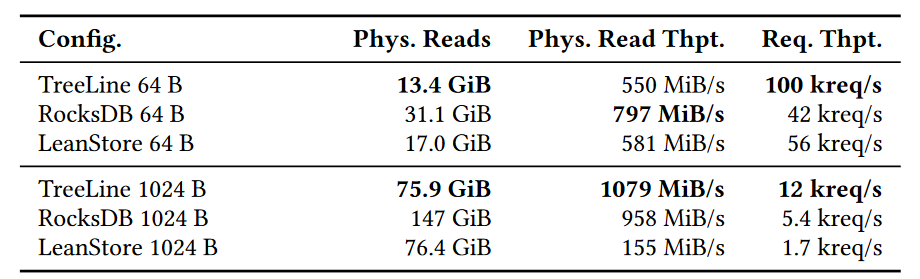 Config. Phys. Reads Phys. Read Thpt. Req. Thpt.
TreeLine 64 B 13.4 GiB 550 MiB/s 100 kreq/s
RocksDB 64 B 31.1 GiB 797 MiB/s 42 kreq/s
LeanStore 64 B 17.0 GiB 581 MiB/s 56 kreq/s
TreeLine 1024 B 75.9 GiB 1079 MiB/s 12 kreq/s
RocksDB 1024 B 147 GiB 958 MiB/s 5.4 kreq/s
LeanStore 1024 B 76.4 GiB 155 MiB/s 1.7 kreq/s